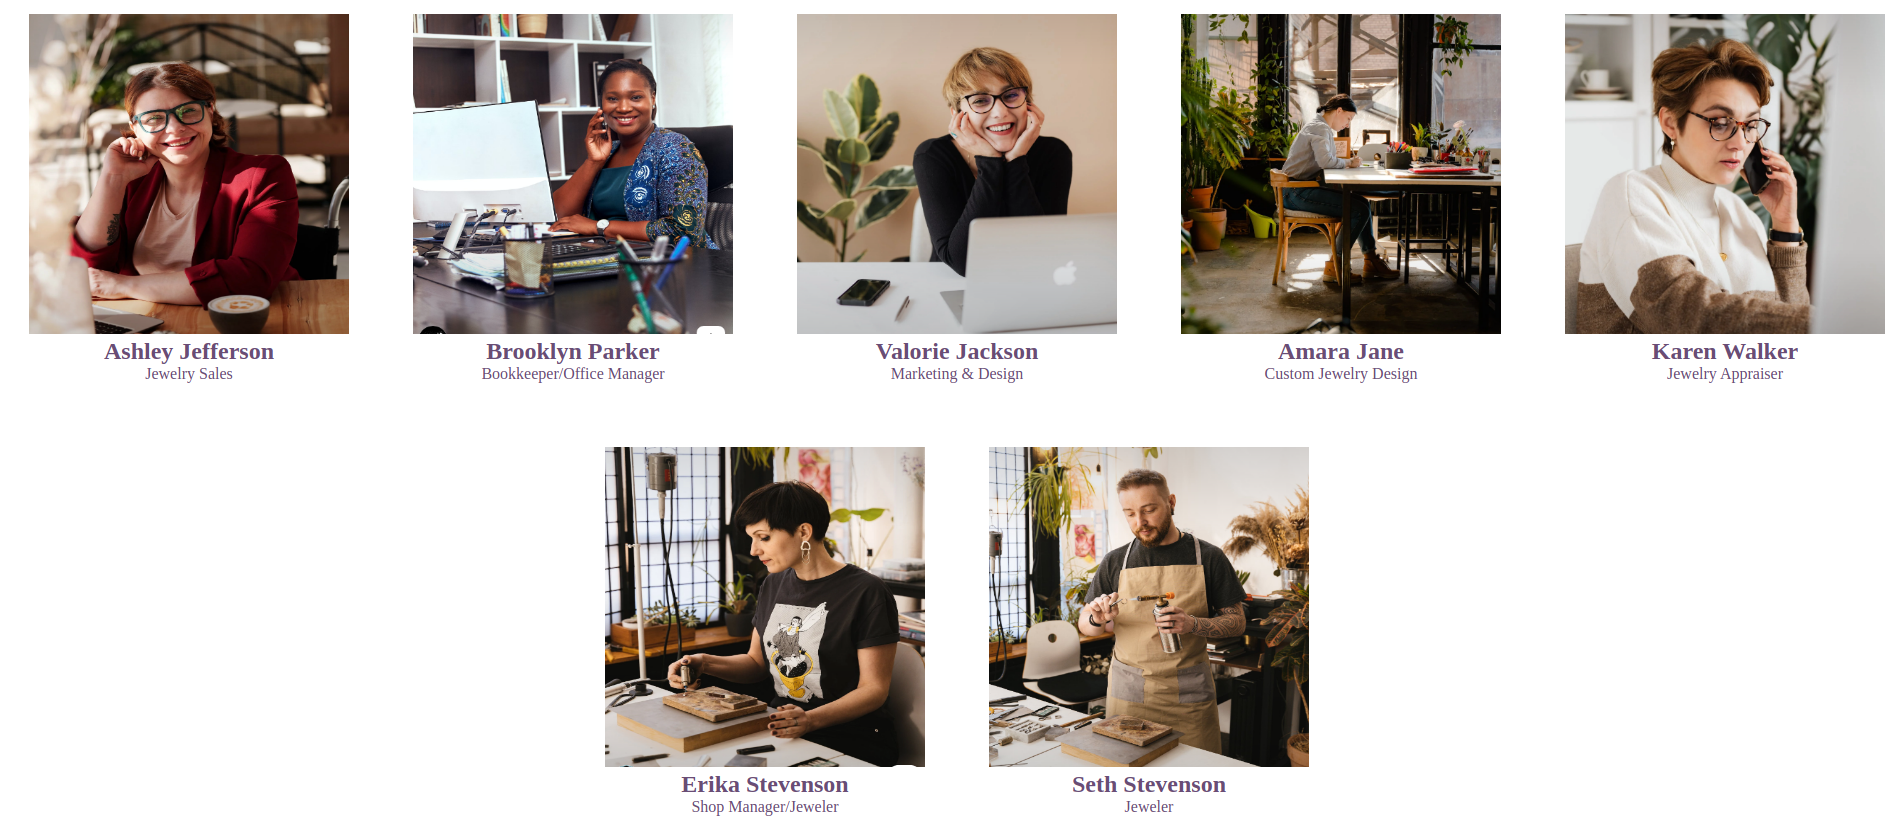 Ashley Jefferson
Jewelry Sales
Brooklyn Parker
Bookkeeper/Office Manager
Valorie Jackson
Marketing & Design
Amara Jane
Custom Jewelry Design
Karen Walker
Jewelry Appraiser
Erika Stevenson
Shop Manager/Jeweler
Seth Stevenson
Jeweler